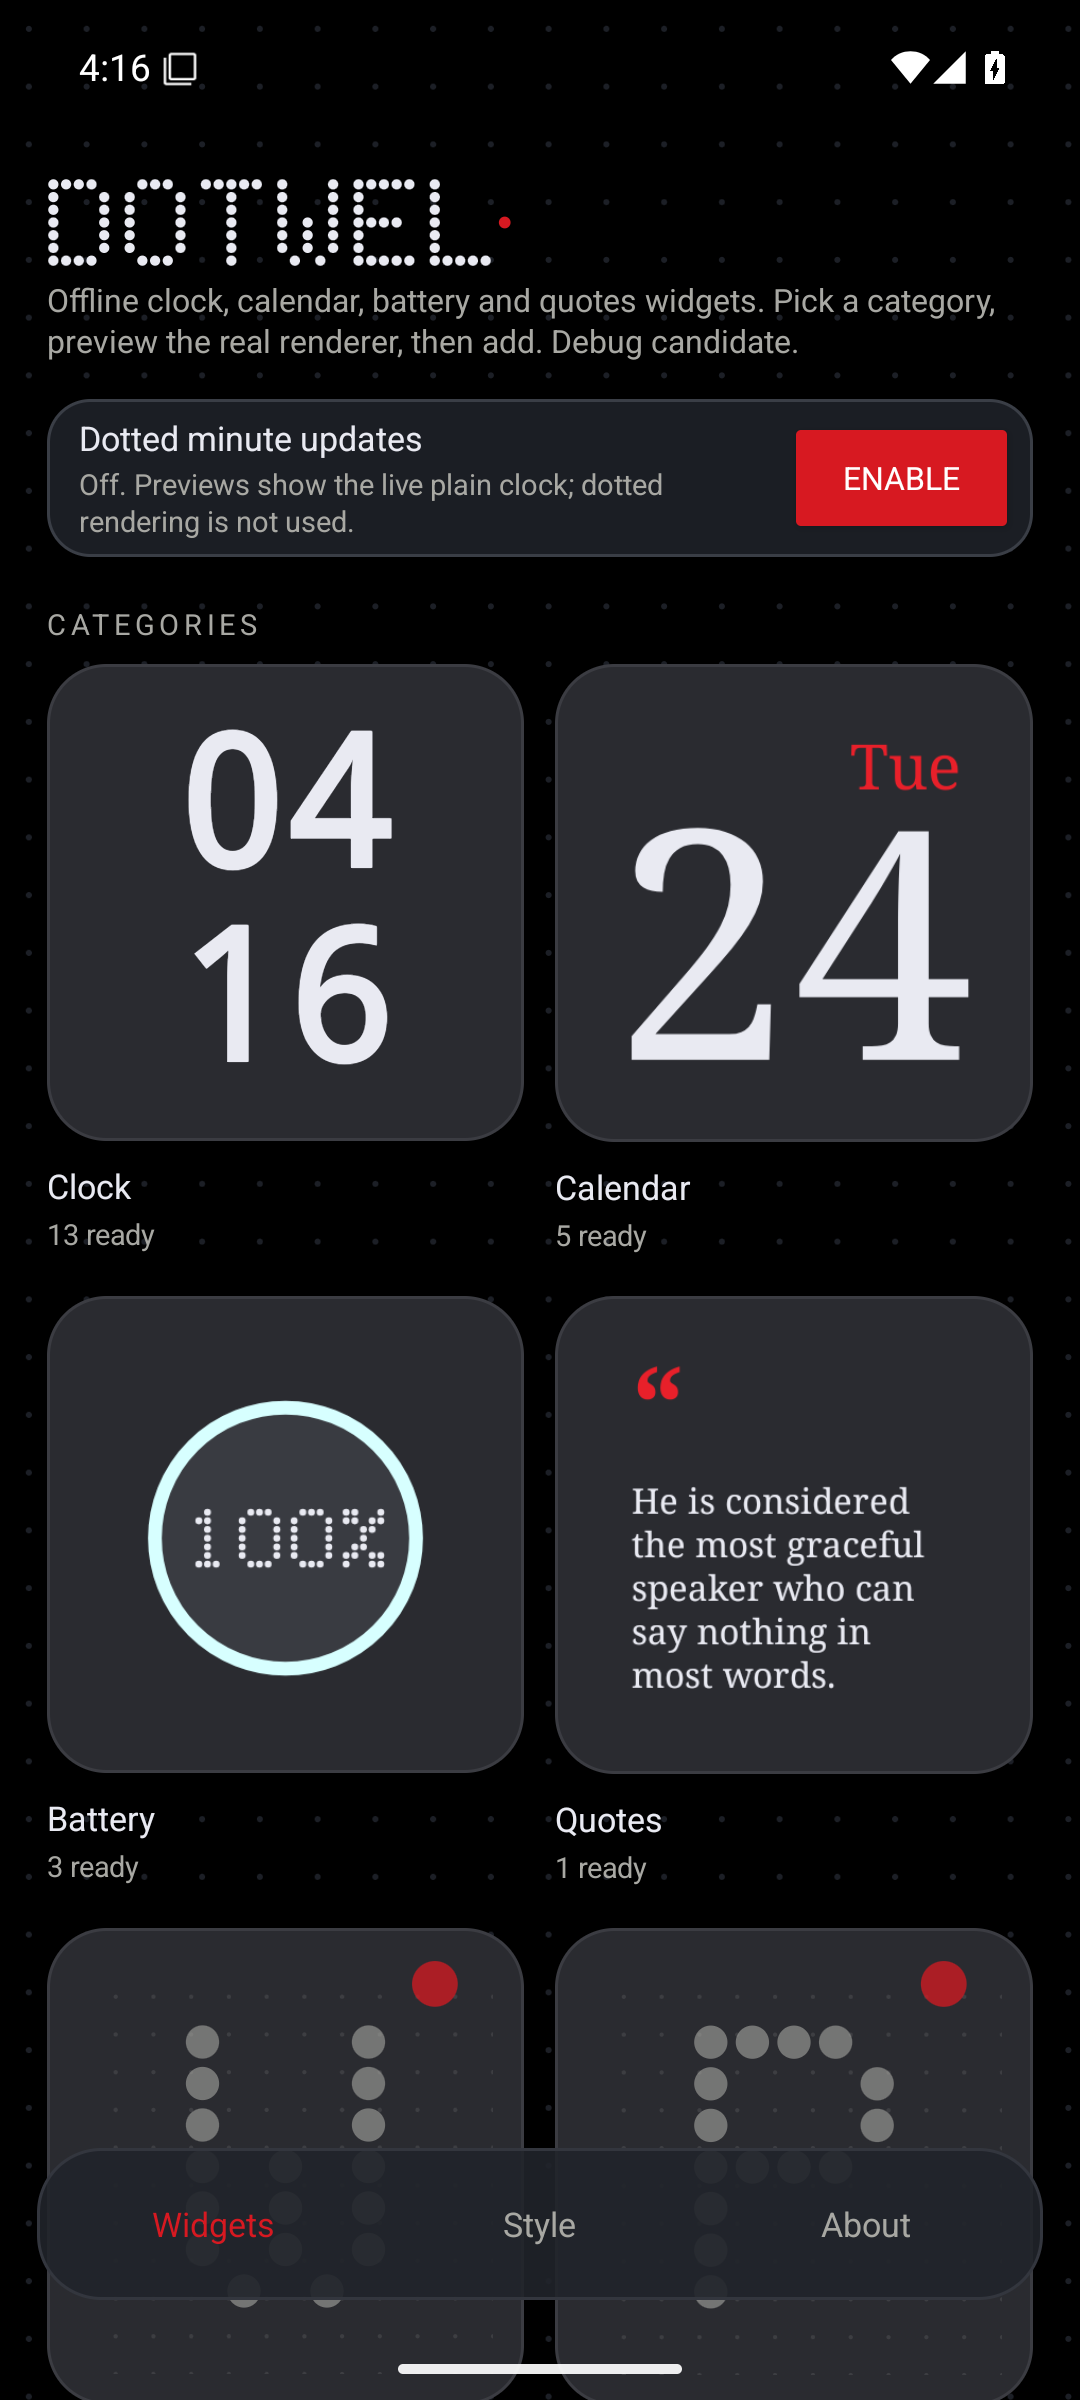 4:16
DOTWEL
Offline clock, calendar, battery and quotes widgets. Pick a category,
preview the real renderer, then add. Debug candidate.
Dotted minute updates
Off. Previews show the live plain clock; dotted
rendering is not used.
ENABLE
CATEGORIES
04
16
Tue
24
Clock
13 ready
Calendar
5 ready
100%
“
He is considered
the most graceful
speaker who can
say nothing in
most words.
Battery
3 ready
Quotes
1 ready
W
P
Widgets
Style
About